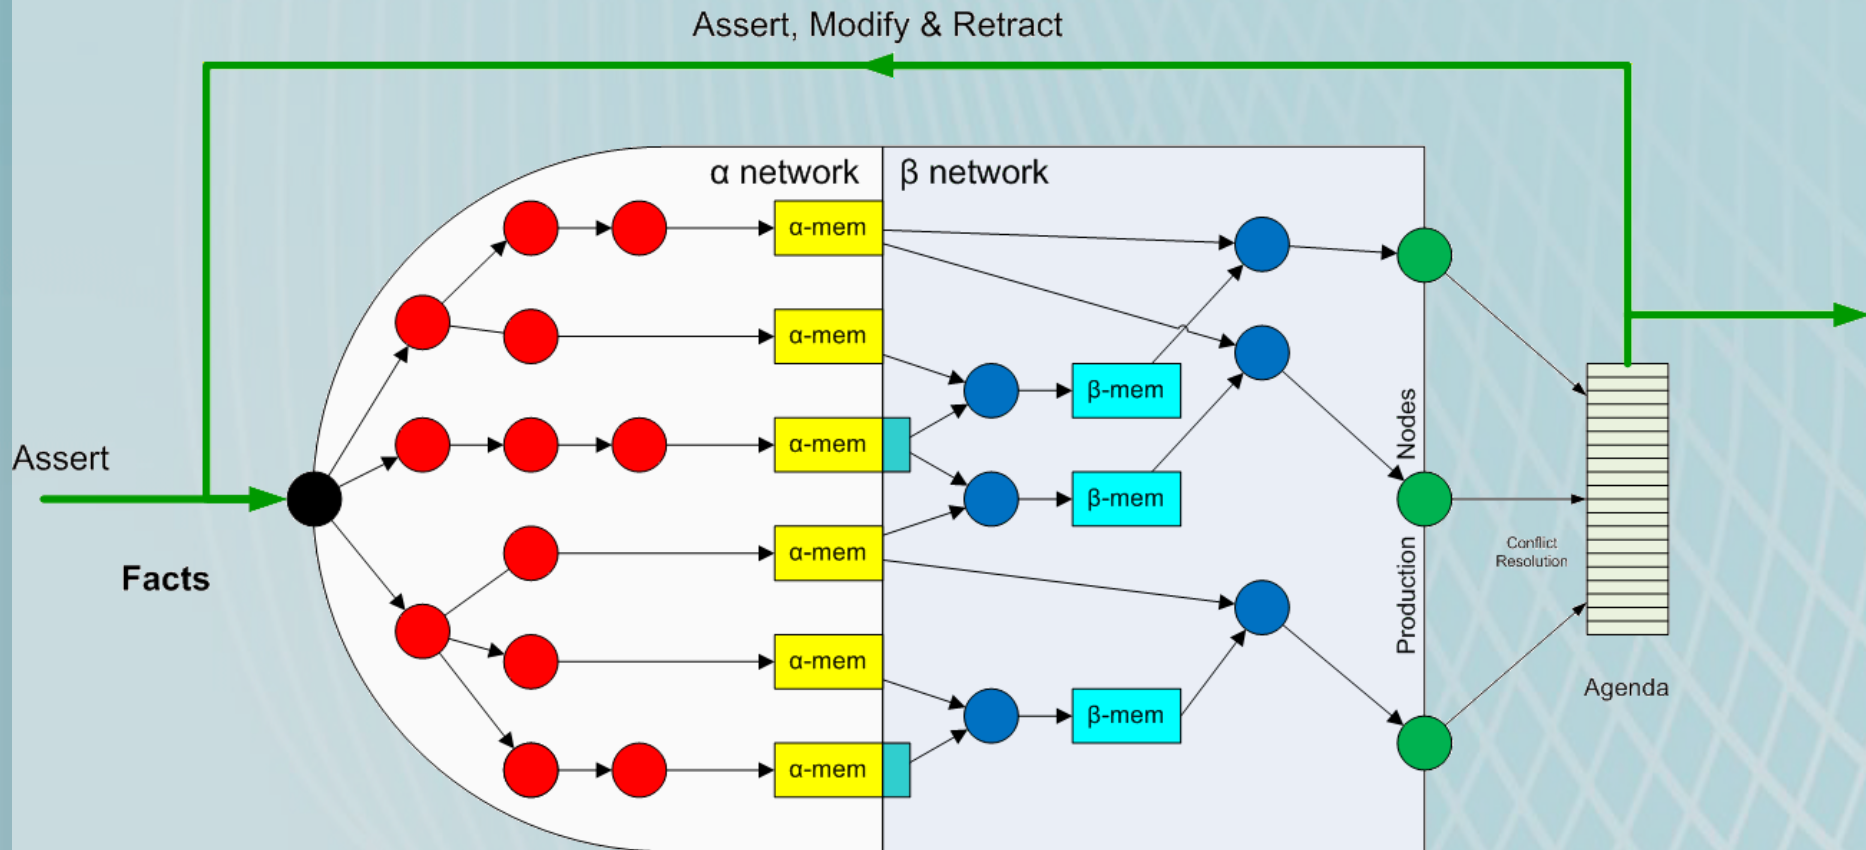 Assert, Modify & Retract
α network
β network
α-mem
α-mem
β-mem
α-mem
Assert
β-mem
α-mem
Production Nodes
Conflict
Resolution
Facts
α-mem
Agenda
β-mem
α-mem